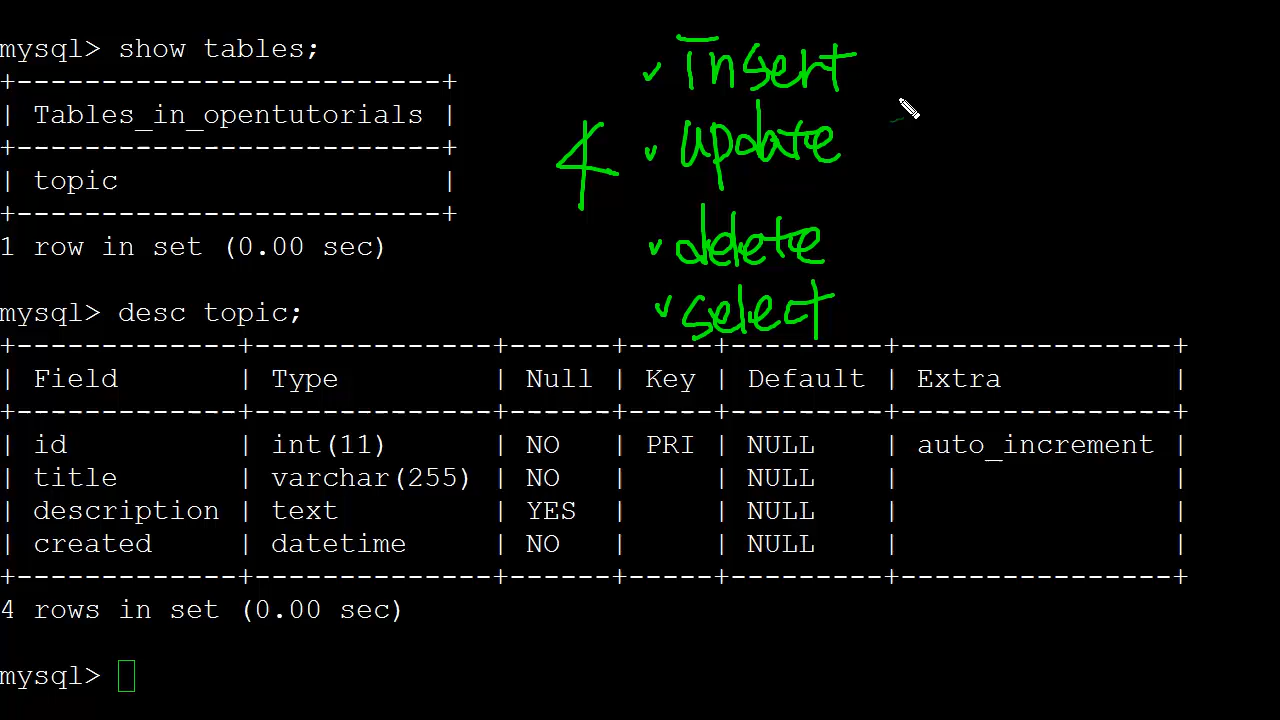 mysql> show tables;
+-------------------------+
| Tables_in_opentutorials |
+-------------------------+
| topic                   |
+-------------------------+
1 row in set (0.00 sec)
Insert
update
4
delete
select
mysql> desc topic;
+-------------+--------------+------+-----+---------+----------------+
| Field       | Type         | Null | Key | Default | Extra          |
+-------------+--------------+------+-----+---------+----------------+
| id          | int(11)      | NO   | PRI | NULL    | auto_increment |
| title       | varchar(255) | NO   |     | NULL    |                |
| description | text         | YES  |     | NULL    |                |
| created     | datetime     | NO   |     | NULL    |                |
+-------------+--------------+------+-----+---------+----------------+
4 rows in set (0.00 sec)
mysql>